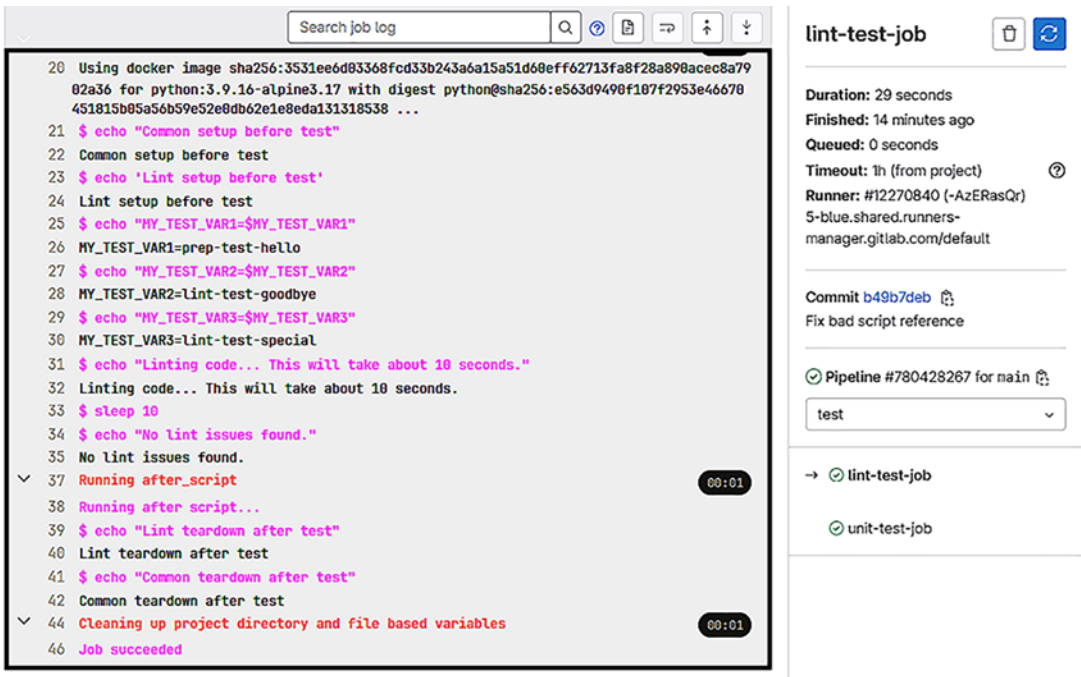 Search job log
20 Using docker image sha256:3531ee6d03368fcd33b243a6a15a51d60eff62713fa8f28a890acec8a79
02a36 for python:3.9.16-alpine3.17 with digest python@sha256:e563d9490f107f2953e46670
451815b05a56b59e52e0db62e1e8eda131318538 ...
21 $ echo "Common setup before test"
22 Common setup before test
23 $ echo 'Lint setup before test'
24 Lint setup before test
25 $ echo "MY_TEST_VAR1=$MY_TEST_VAR1"
26 MY_TEST_VAR1=prep-test-hello
27 $ echo "MY_TEST_VAR2=$MY_TEST_VAR2"
28 MY_TEST_VAR2=lint-test-goodbye
29 $ echo "MY_TEST_VAR3=$MY_TEST_VAR3"
30 MY_TEST_VAR3=lint-test-special
31 $ echo "Linting code... This will take about 10 seconds."
32 Linting code... This will take about 10 seconds.
33 $ sleep 10
34 $ echo "No lint issues found."
35 No lint issues found.
37 Running after_script 00:01
38 Running after script...
39 $ echo "Lint teardown after test"
40 Lint teardown after test
41 $ echo "Common teardown after test"
42 Common teardown after test
44 Cleaning up project directory and file based variables 00:01
46 Job succeeded
lint-test-job
Duration: 29 seconds
Finished: 14 minutes ago
Queued: 0 seconds
Timeout: 1h (from project)
Runner: #12270840 (-AzERasQr)
5-blue.shared.runners-
manager.gitlab.com/default
Commit b49b7deb
Fix bad script reference
Pipeline #780428267 for main
test
→ lint-test-job
unit-test-job